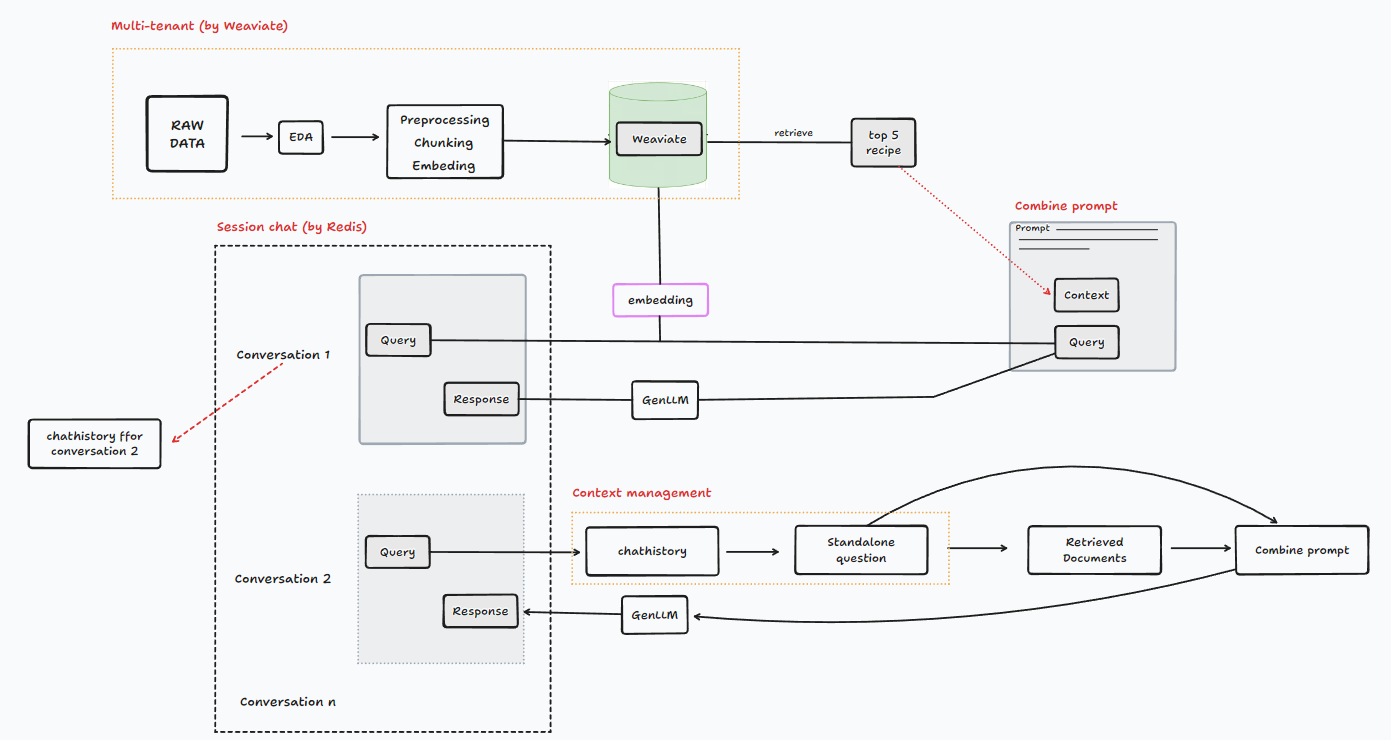 Multi-tenant (by Weaviate)
RAW
DATA
EDA
Preprocessing
Chunking
Embeding
Weaviate
retrieve
top 5
recipe
Combine prompt
Prompt
Context
Query
Session chat (by Redis)
embedding
Conversation 1
Query
Response
GenLLM
chathistory ffor
conversation 2
Context management
Conversation 2
Query
Response
chathistory
Standalone
question
Retrieved
Documents
Combine prompt
GenLLM
Conversation n